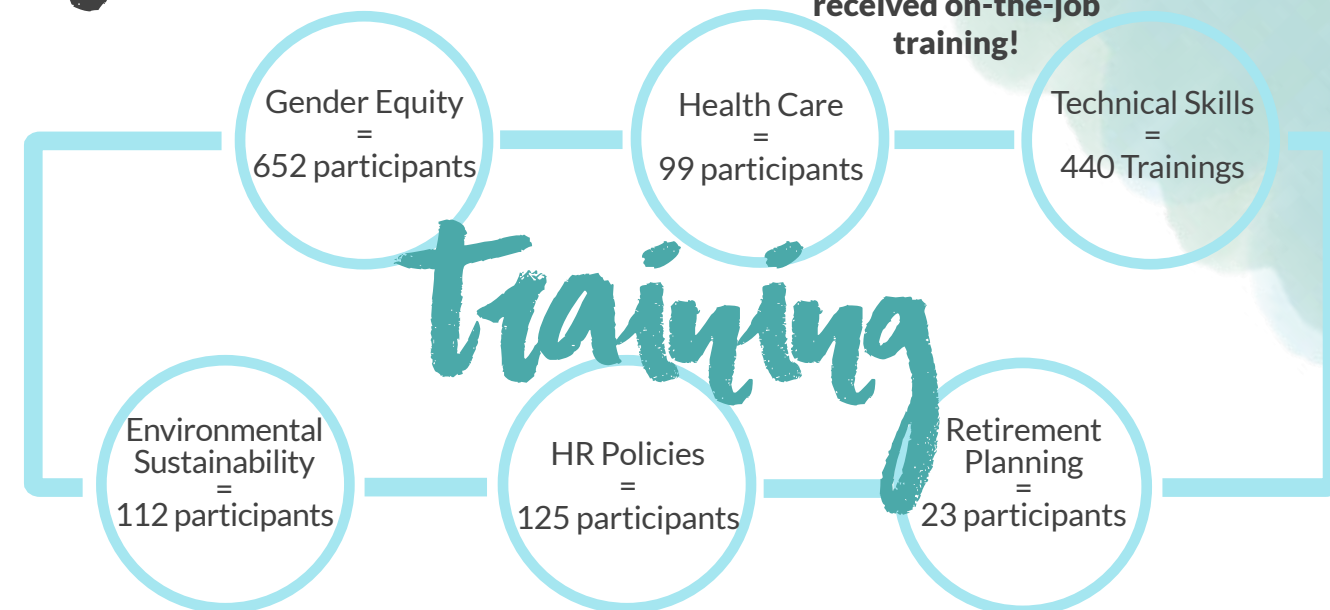 received on-the-job
training!
Gender Equity
=
652 participants
Health Care
=
99 participants
Technical Skills
=
440 Trainings
training
Environmental
Sustainability
=
112 participants
HR Policies
=
125 participants
Retirement
Planning
=
23 participants